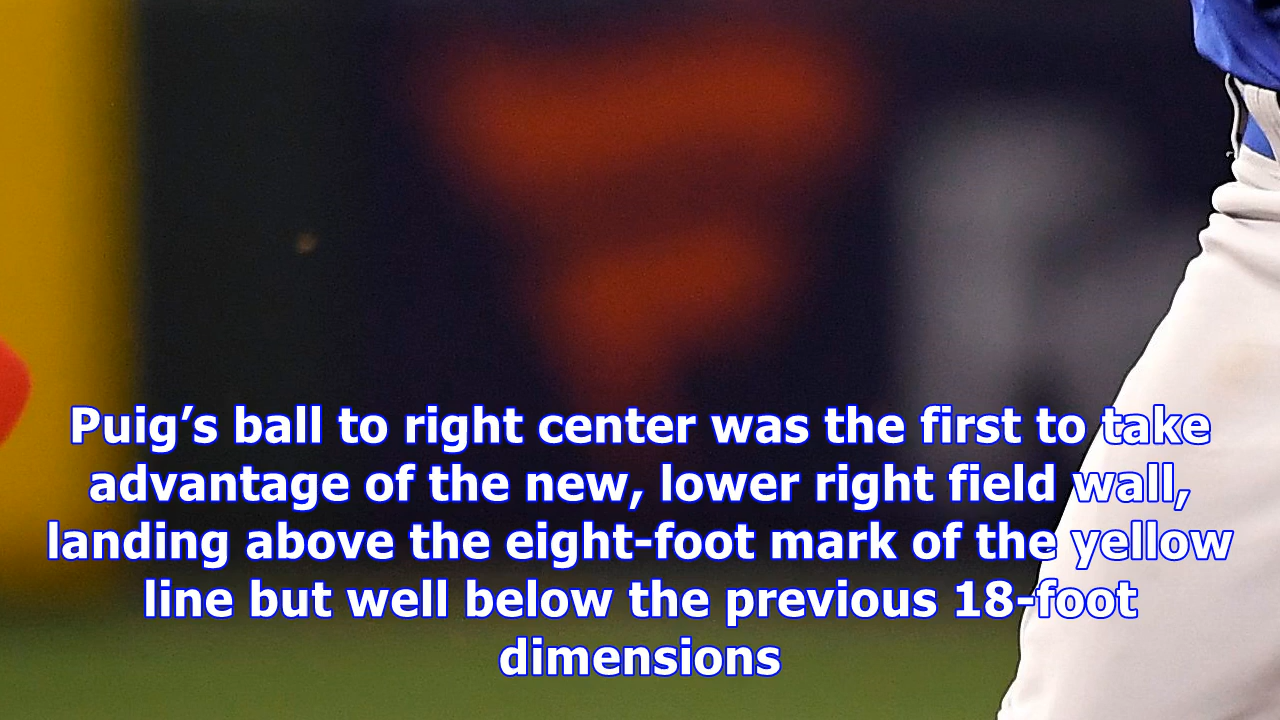 Puig’s ball to right center was the first to take
advantage of the new, lower right field wall,
landing above the eight-foot mark of the yellow
line but well below the previous 18-foot
dimensions